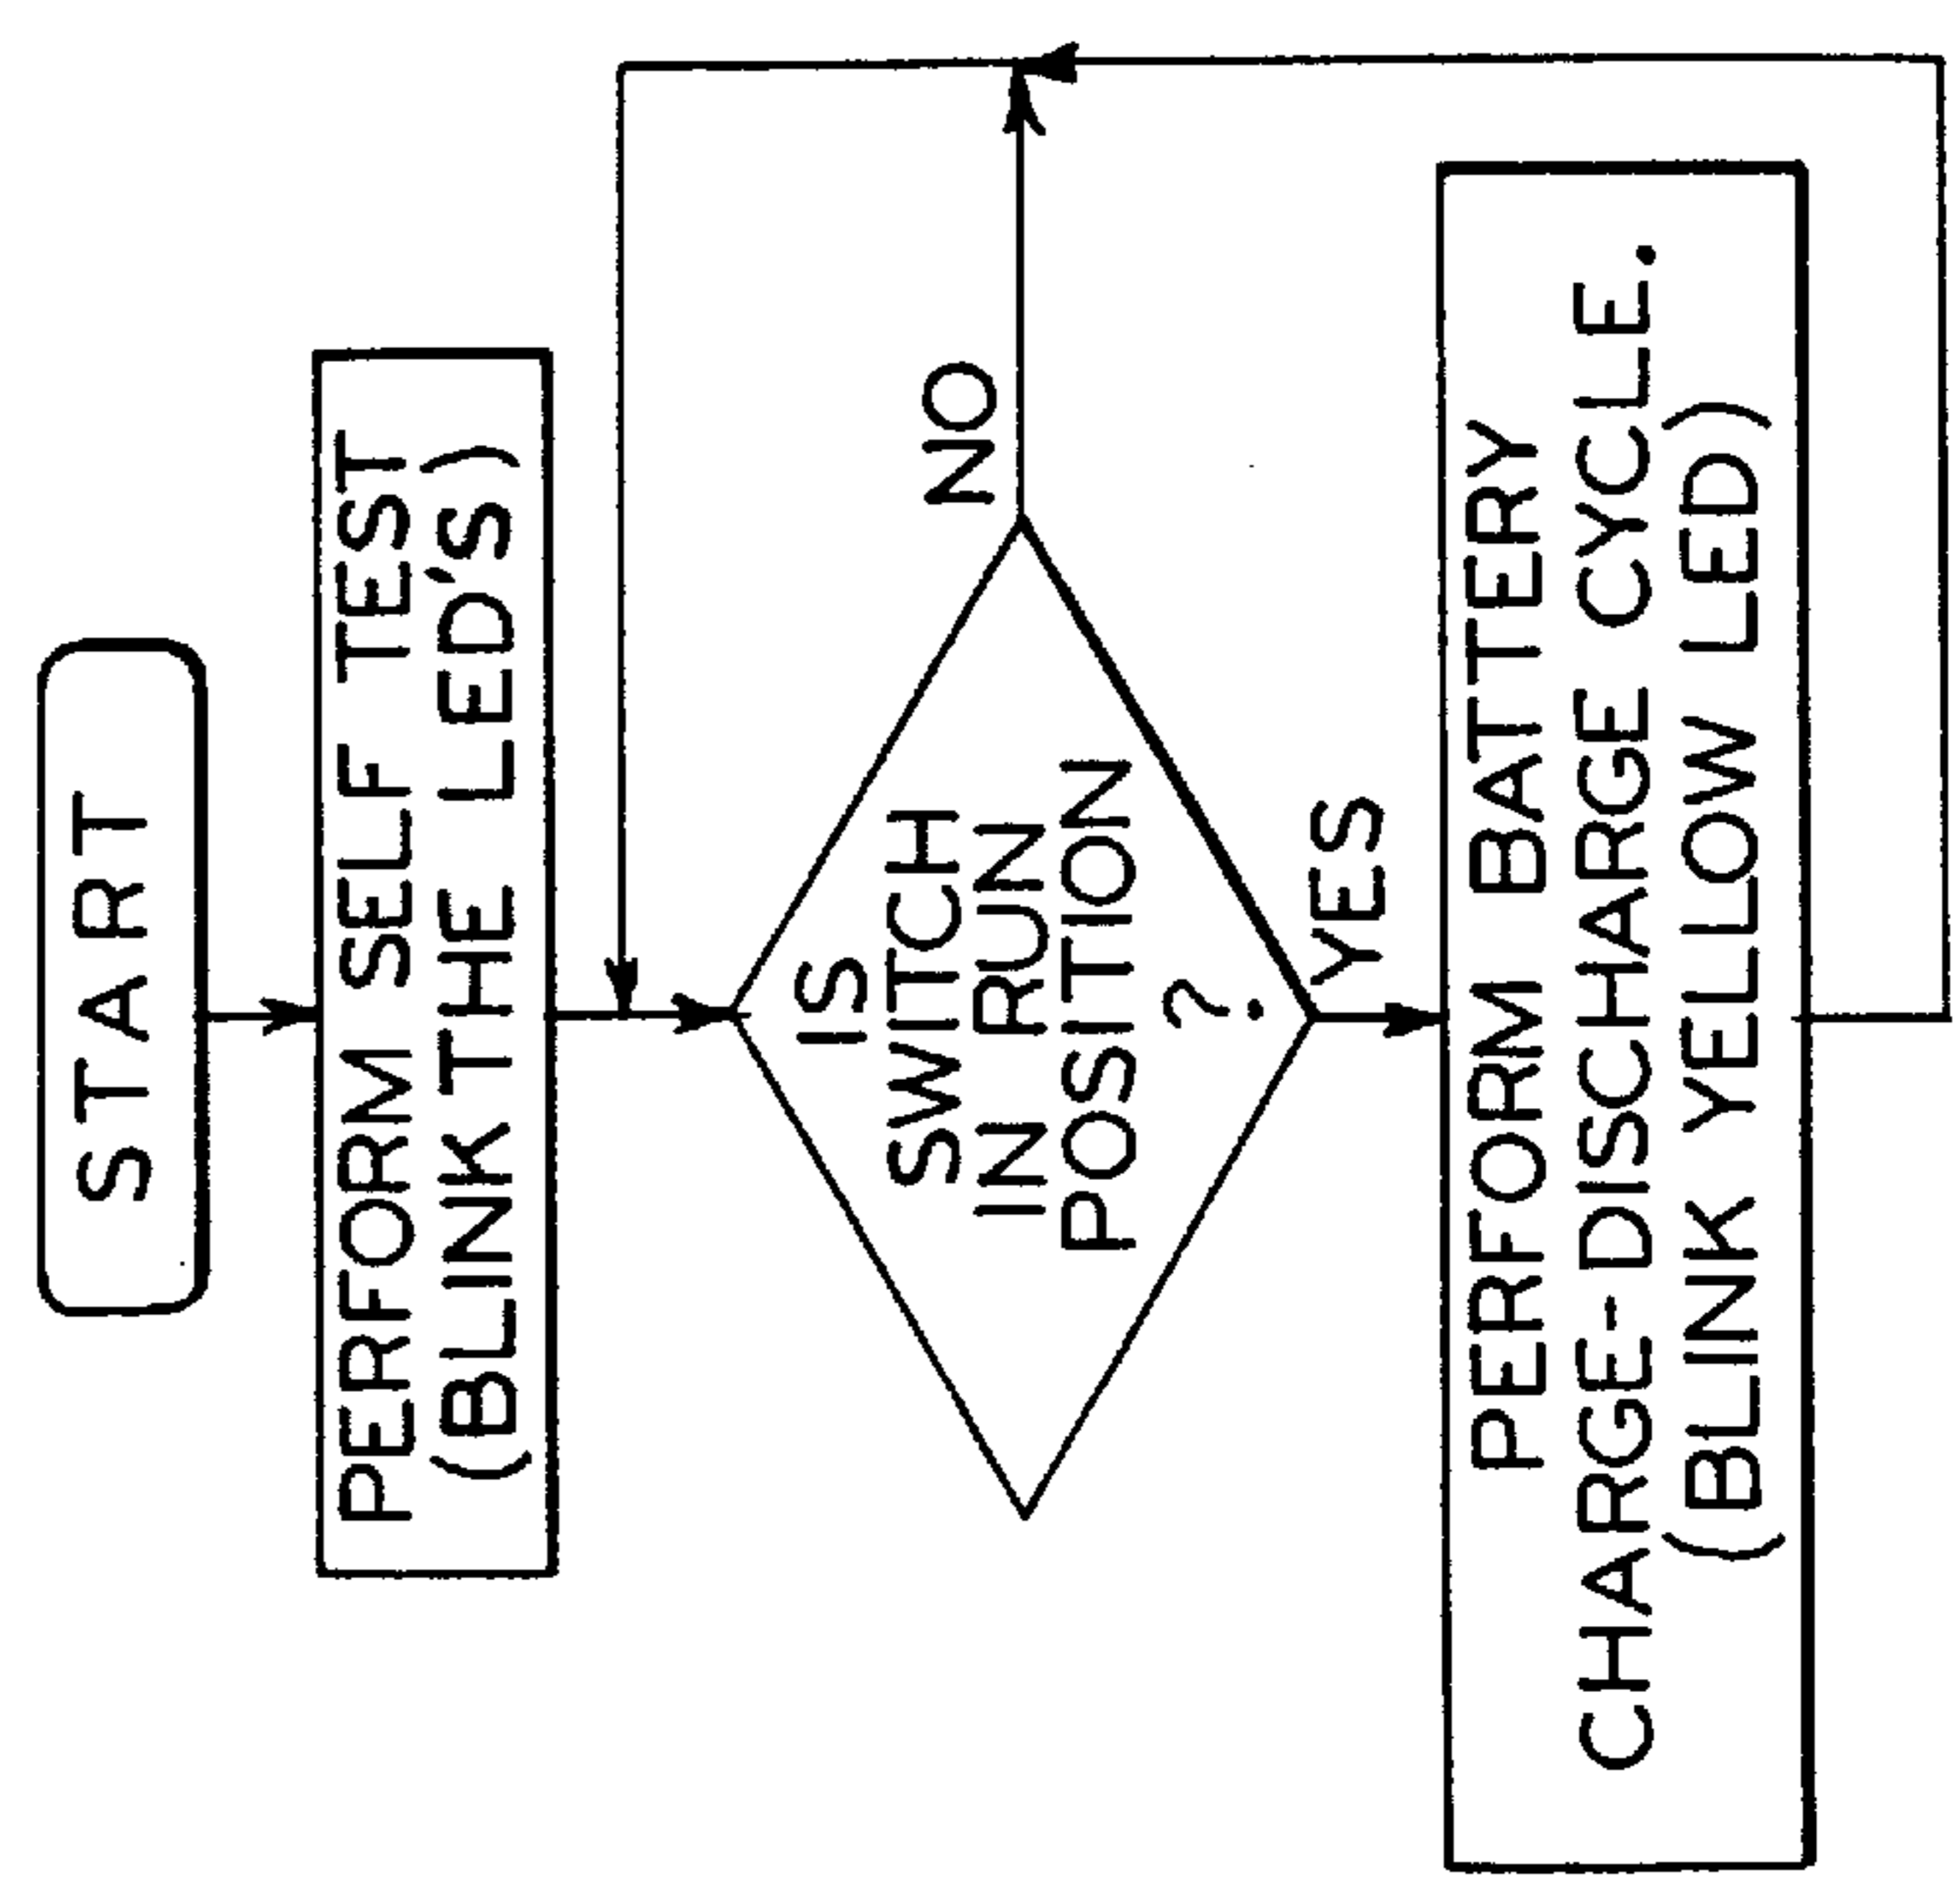 START
PERFORM SELF TEST
(BLINK THE LED'S)
IS
SWITCH
IN RUN
POSITION
?
NO
YES
PERFORM BATTERY
CHARGE-DISCHARGE CYCLE.
(BLINK YELLOW LED)